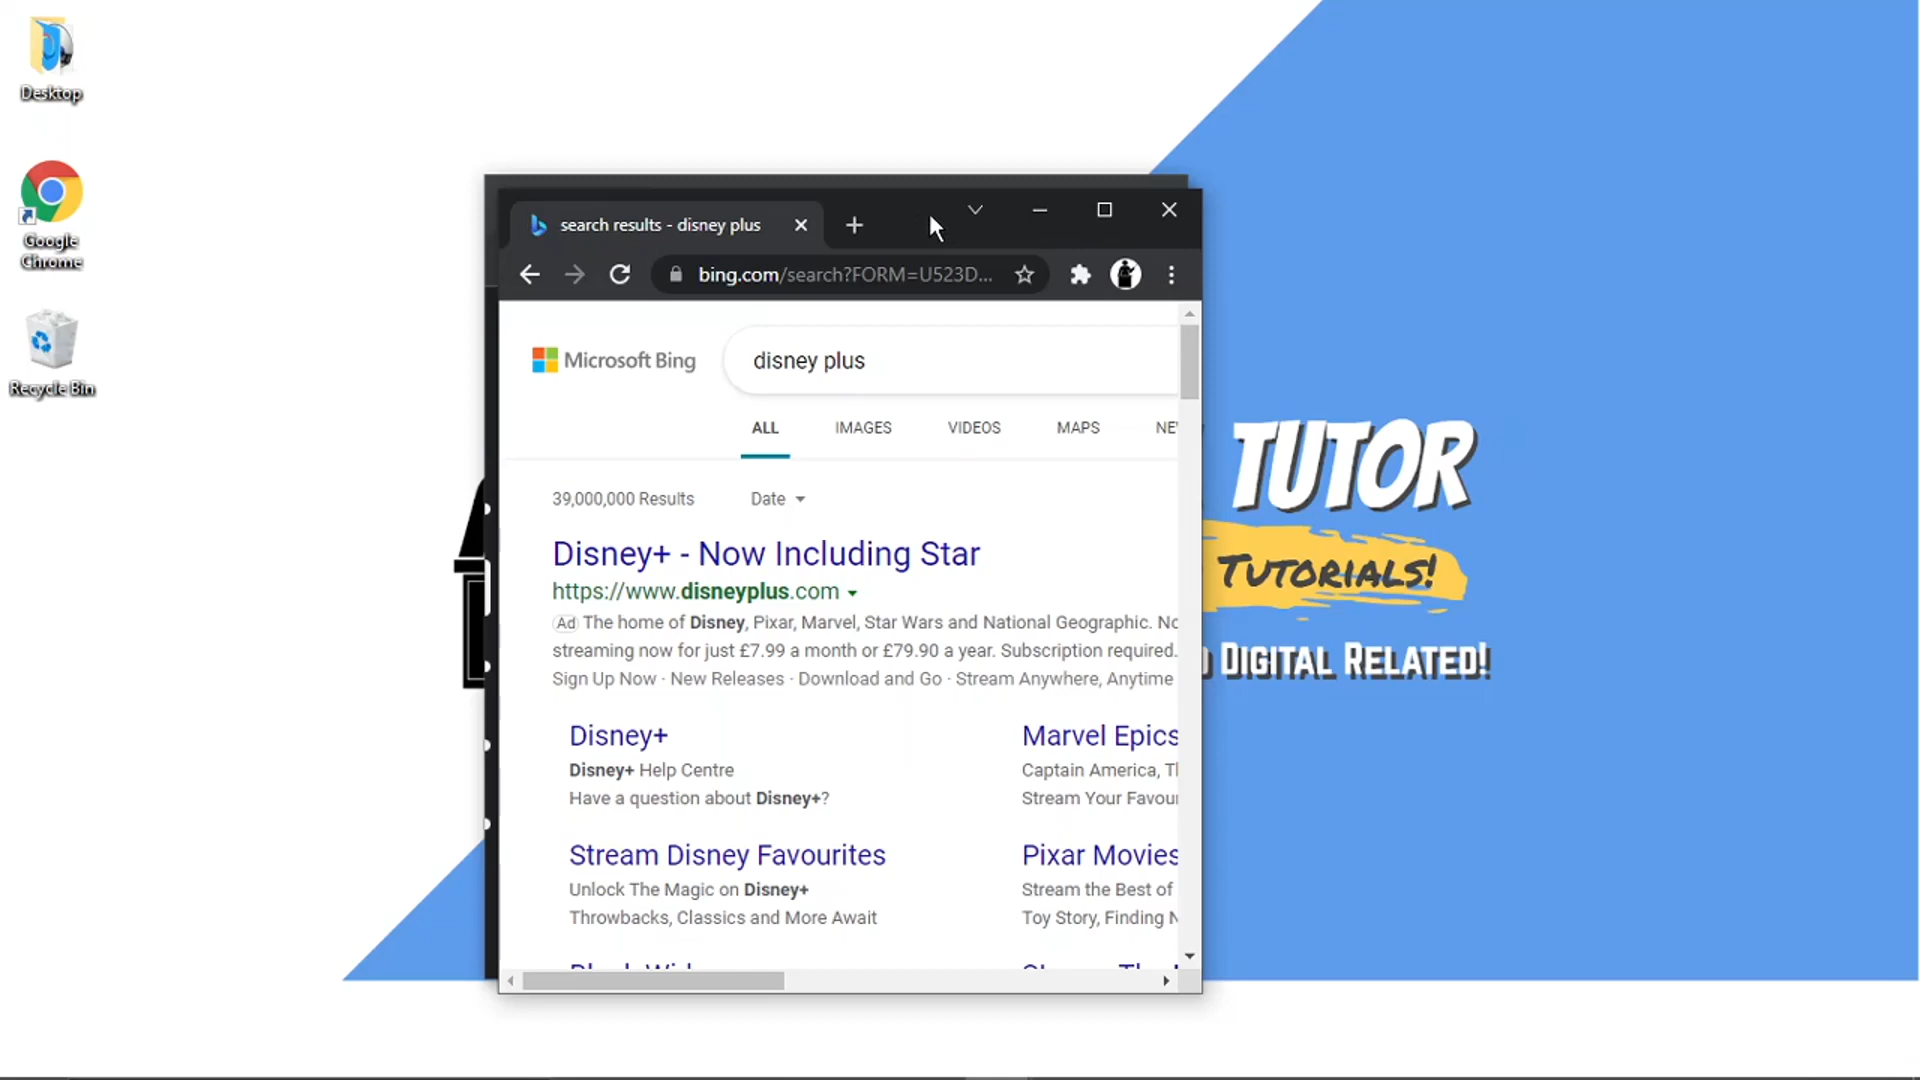 Desktop
Google
Chrome
Recycle Bin
search results - disney plus
bing.com/search?FORM=U523D...
Microsoft Bing
disney plus
ALL IMAGES VIDEOS MAPS
39,000,000 Results Date
Disney+ - Now Including Star
https://www.disneyplus.com
Ad The home of Disney, Pixar, Marvel, Star Wars and National Geographic.
streaming now for just £7.99 a month or £79.90 a year. Subscription required.
Sign Up Now · New Releases · Download and Go · Stream Anywhere, Anytime
Disney+
Disney+ Help Centre
Have a question about Disney+?
Marvel Epics
Captain America,
Stream Your
Stream Disney Favourites
Unlock The Magic on Disney+
Throwbacks, Classics and More Await
Pixar Movies
Stream the Best of
Toy Story, Finding
TUTOR
TUTORIALS!
DIGITAL RELATED!